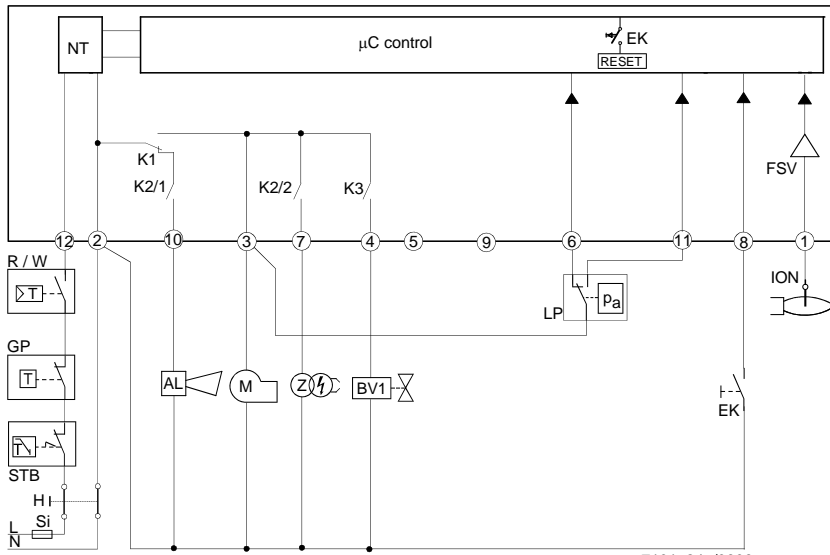 NT
μC control
EK
RESET
FSV
K1
K2/1
K2/2
K3
12
2
10
3
7
4
5
9
6
11
8
1
R / W
T
LP
pa
ION
GP
T
AL
M
Z
BV1
EK
T
STB
H
L
Si
N